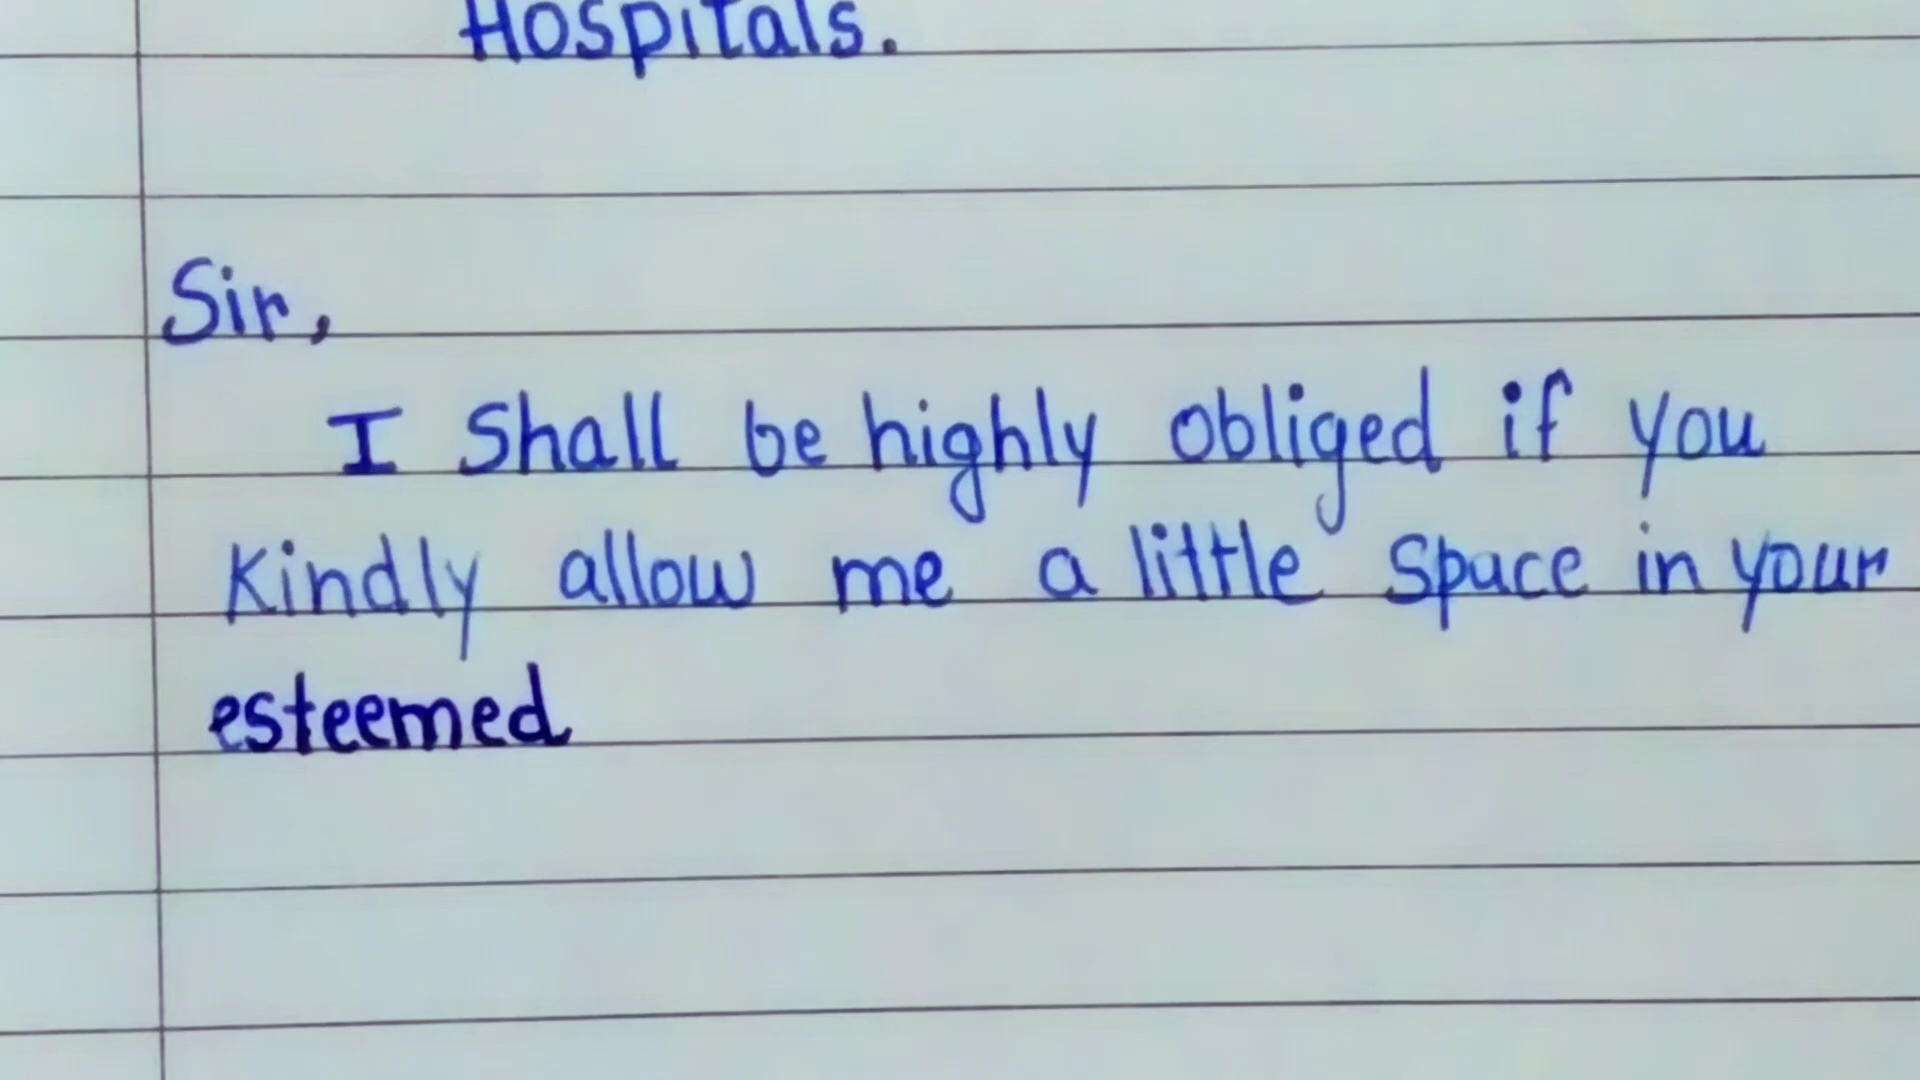 Hospitals.
Sir,
I Shall be highly obliged if you
Kindly allow me a little space in your
esteemed